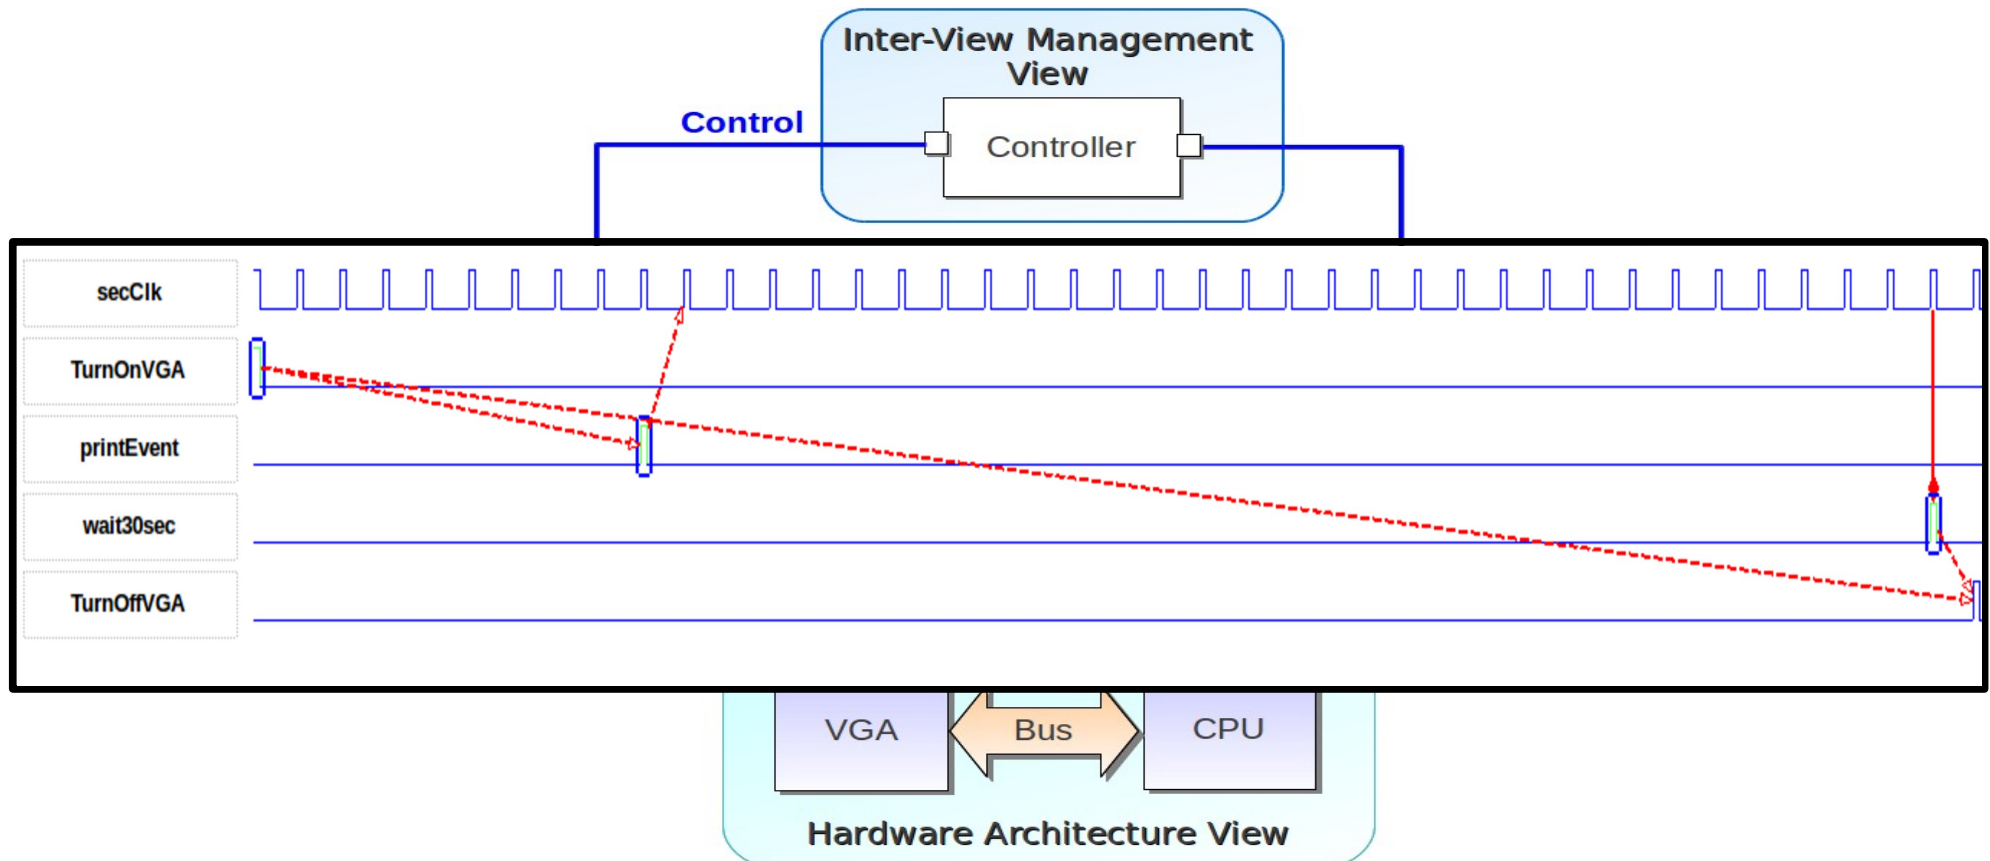 Inter-View Management
View
Control
Controller
secClk
TurnOnVGA
printEvent
wait30sec
TurnOffVGA
VGA
Bus
CPU
Hardware Architecture View